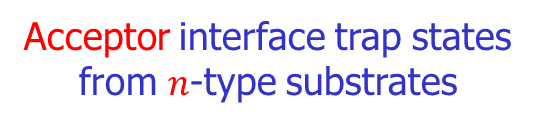 Acceptor interface trap states
from n-type substrates